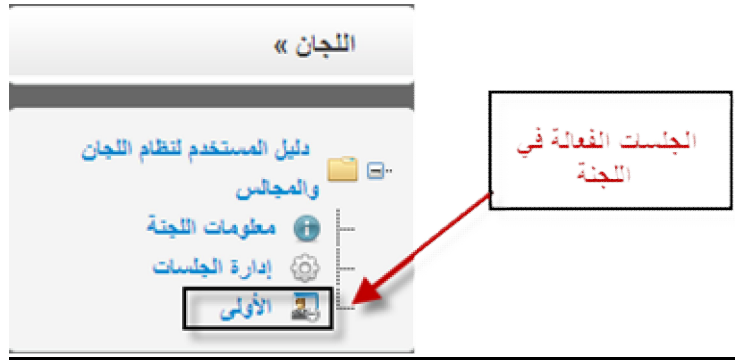 اللجان »
دليل المستخدم لنظام اللجان
والمجالس
معلومات اللجنة
إدارة الجلسات
الأولى
الجلسات الفعالة في
اللجنة